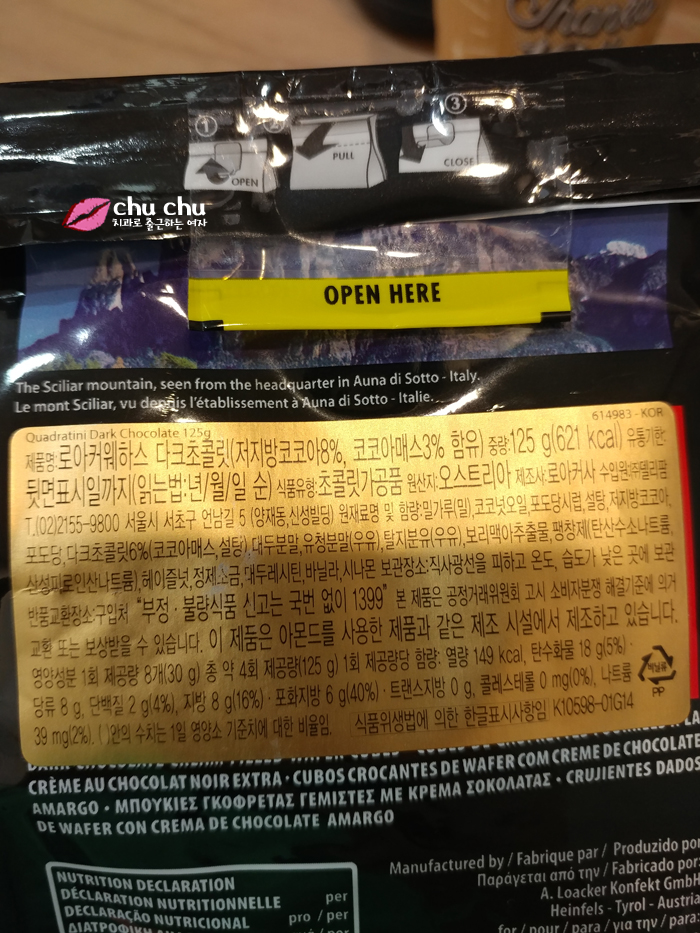 Thanks
①
②
③
OPEN
PULL
CLOSE
chu chu
치과로 출근하는 여자
OPEN HERE
The Sciliar mountain, seen from the headquarter in Auna di Sotto - Italy.
Le mont Sciliar, vu depuis l'établissement à Auna di Sotto - Italie.
614983 - KOR
Quadratini Dark Chocolate 125g
제품명:로아커웨하스 다크초콜릿(저지방코코아8%, 코코아매스3% 함유) 중량:125 g(621 kcal) 유통기한:
뒷면표시일까지(읽는법:년/월/일 순) 식품유형:초콜릿가공품 원산지:오스트리아 제조사:로아커사 수입원:㈜델리팜
T.(02)2155-9800 서울시 서초구 언남길 5 (양재동,신성빌딩) 원재료명 및 함량:밀가루(밀),코코넛오일,포도당시럽,설탕,저지방코코아,
포도당,다크초콜릿6%(코코아매스,설탕),대두분말,유청분말(우유),탈지분유(우유),보리맥아추출물,팽창제(탄산수소나트륨,
산성피로인산나트륨),헤이즐넛,정제소금,대두레시틴,바닐라,시나몬 보관장소:직사광선을 피하고 온도, 습도가 낮은 곳에 보관
반품교환장소:구입처 "부정 · 불량식품 신고는 국번 없이 1399" 본 제품은 공정거래위원회 고시 소비자분쟁 해결기준에 의거
교환 또는 보상받을 수 있습니다. 이 제품은 아몬드를 사용한 제품과 같은 제조 시설에서 제조하고 있습니다.
영양성분 1회 제공량 8개(30 g) 총 약 4회 제공량(125 g) 1회 제공량당 함량: 열량 149 kcal, 탄수화물 18 g(5%) ·
당류 8 g, 단백질 2 g(4%), 지방 8 g(16%) · 포화지방 6 g(40%) · 트랜스지방 0 g, 콜레스테롤 0 mg(0%), 나트륨
39 mg(2%). ( )안의 수치는 1일 영양소 기준치에 대한 비율임. 식품위생법에 의한 한글표시사항임 K10598-01G14
비닐류
PP
CRÈME AU CHOCOLAT NOIR EXTRA · CUBOS CROCANTES DE WAFER COM CREME DE CHOCOLATE
AMARGO · ΜΠΟΥΚΙΕΣ ΓΚΟΦΡΕΤΑΣ ΓΕΜΙΣΤΕΣ ΜΕ ΚΡΕΜΑ ΣΟΚΟΛΑΤΑΣ · CRUJIENTES DADOS
DE WAFER CON CREMA DE CHOCOLATE AMARGO
NUTRITION DECLARATION
DÉCLARATION NUTRITIONNELLE per
DECLARAÇÃO NUTRICIONAL pro / per
Manufactured by / Fabrique par / Produzido por
Παράγεται από την / Fabricado por:
A. Loacker Konfekt GmbH
Heinfels - Tyrol - Austria
for / pour / para / για την / para: